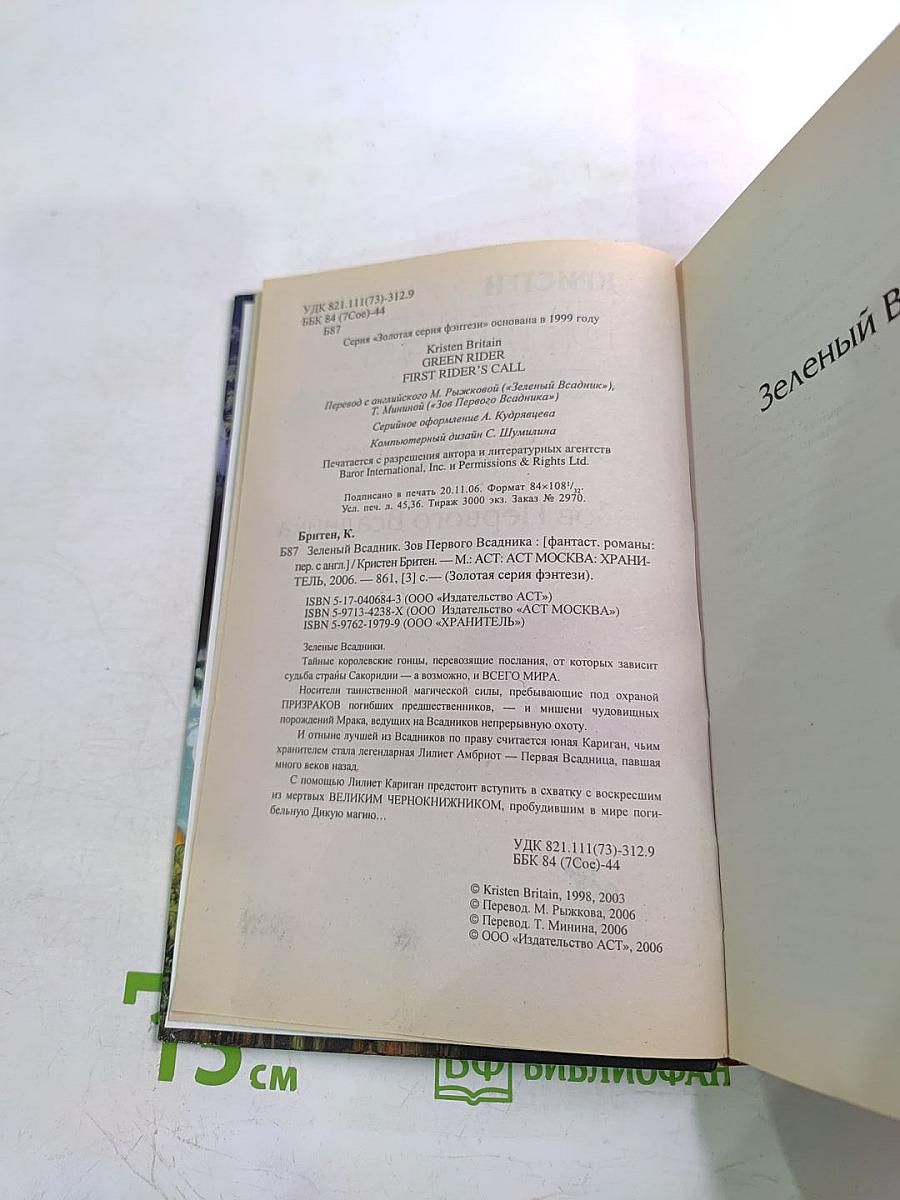 УДК 821.111(73)-312.9
ББК 84 (7Сое)-44
Б87
Серия «Золотая серия фэнтези» основана в 1999 году
Kristen Britain
GREEN RIDER
FIRST RIDER'S CALL
Перевод с английского М. Рыжковой («Зеленый Всадник»),
Т. Мининой («Зов Первого Всадника»)
Серийное оформление А. Кудрявцева
Компьютерный дизайн С. Шумилина
Печатается с разрешения автора и литературных агентств
Baror International, Inc. и Permissions & Rights Ltd.
Подписано в печать 20.11.06. Формат 84×108 1/32.
Усл. печ. л. 45,36. Тираж 3000 экз. Заказ № 2970.
Бритен, К.
Б87 Зеленый Всадник. Зов Первого Всадника : [фантаст. романы:
пер. с англ.] / Кристен Бритен. — М.: АСТ: АСТ МОСКВА: ХРАНИ-
ТЕЛЬ, 2006. — 861, [3] с.— (Золотая серия фэнтези).
ISBN 5-17-040684-3 (ООО «Издательство АСТ»)
ISBN 5-9713-4238-X (ООО Издательство «АСТ МОСКВА»)
ISBN 5-9762-1979-9 (ООО «ХРАНИТЕЛЬ»)
Зеленые Всадники.
Тайные королевские гонцы, перевозящие послания, от которых зависит
судьба страны Сакоридии — а возможно, и ВСЕГО МИРА.
Носители таинственной магической силы, пребывающие под охраной
ПРИЗРАКОВ погибших предшественников, — и мишени чудовищных
порождений Мрака, ведущих на Всадников непрерывную охоту.
И отныне лучшей из Всадников по праву считается юная Кариган, чьим
хранителем стала легендарная Лилиет Амбриот — Первая Всадница, павшая
много веков назад.
С помощью Лилиет Кариган предстоит вступить в схватку с воскресшим
из мертвых ВЕЛИКИМ ЧЕРНОКНИЖНИКОМ, пробудившим в мире поги-
бельную Дикую магию...
УДК 821.111(73)-312.9
ББК 84 (7Сое)-44
© Kristen Britain, 1998, 2003
© Перевод. М. Рыжкова, 2006
© Перевод. Т. Минина, 2006
© ООО «Издательство АСТ», 2006
Зеленый В
15 см
БФ БИБЛИОФАН